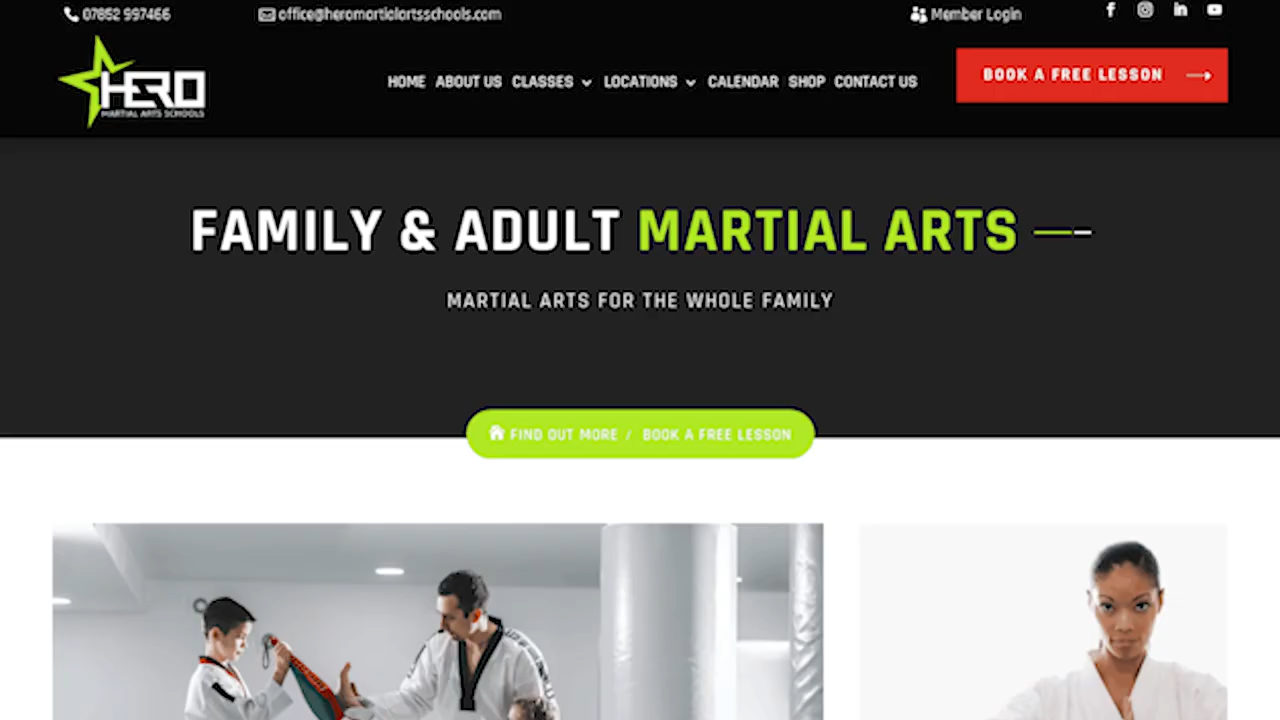 07852 997466
office@heromartialartsschools.com
Member Login
HERO
MARTIAL ARTS SCHOOLS
HOME ABOUT US CLASSES LOCATIONS CALENDAR SHOP CONTACT US
BOOK A FREE LESSON
FAMILY & ADULT MARTIAL ARTS
MARTIAL ARTS FOR THE WHOLE FAMILY
FIND OUT MORE / BOOK A FREE LESSON